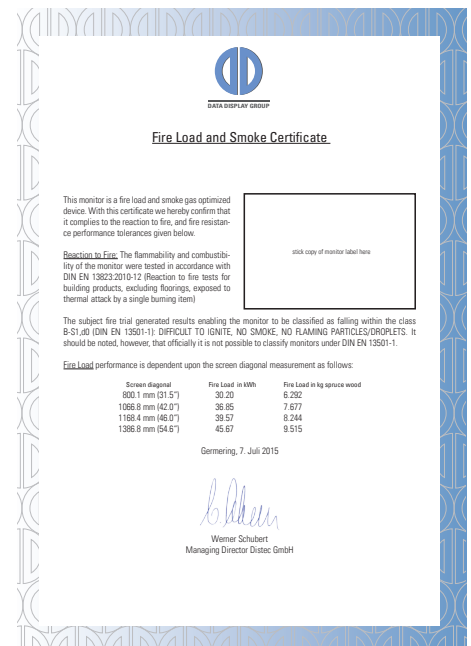 DATA DISPLAY GROUP
Fire Load and Smoke Certificate
This monitor is a fire load and smoke gas optimized
device. With this certificate we hereby confirm that
it complies to the reaction to fire, and fire resistan-
ce performance tolerances given below.
stick copy of monitor label here
Reaction to Fire: The flammability and combustibi-
lity of the monitor were tested in accordance with
DIN EN 13823:2010-12 (Reaction to fire tests for
building products, excluding floorings, exposed to
thermal attack by a single burning item)
The subject fire trial generated results enabling the monitor to be classified as falling within the class
B-S1,d0 (DIN EN 13501-1): DIFFICULT TO IGNITE, NO SMOKE, NO FLAMING PARTICLES/DROPLETS. It
should be noted, however, that officially it is not possible to classify monitors under DIN EN 13501-1.
Fire Load performance is dependent upon the screen diagonal measurement as follows:
Screen diagonal Fire Load in kWh Fire Load in kg spruce wood
800.1 mm (31.5") 30.20 6.292
1066.8 mm (42.0") 36.85 7.677
1168.4 mm (46.0") 39.57 8.244
1386.8 mm (54.6") 45.67 9.515
Germering, 7. Juli 2015
Werner Schubert
Managing Director Distec GmbH